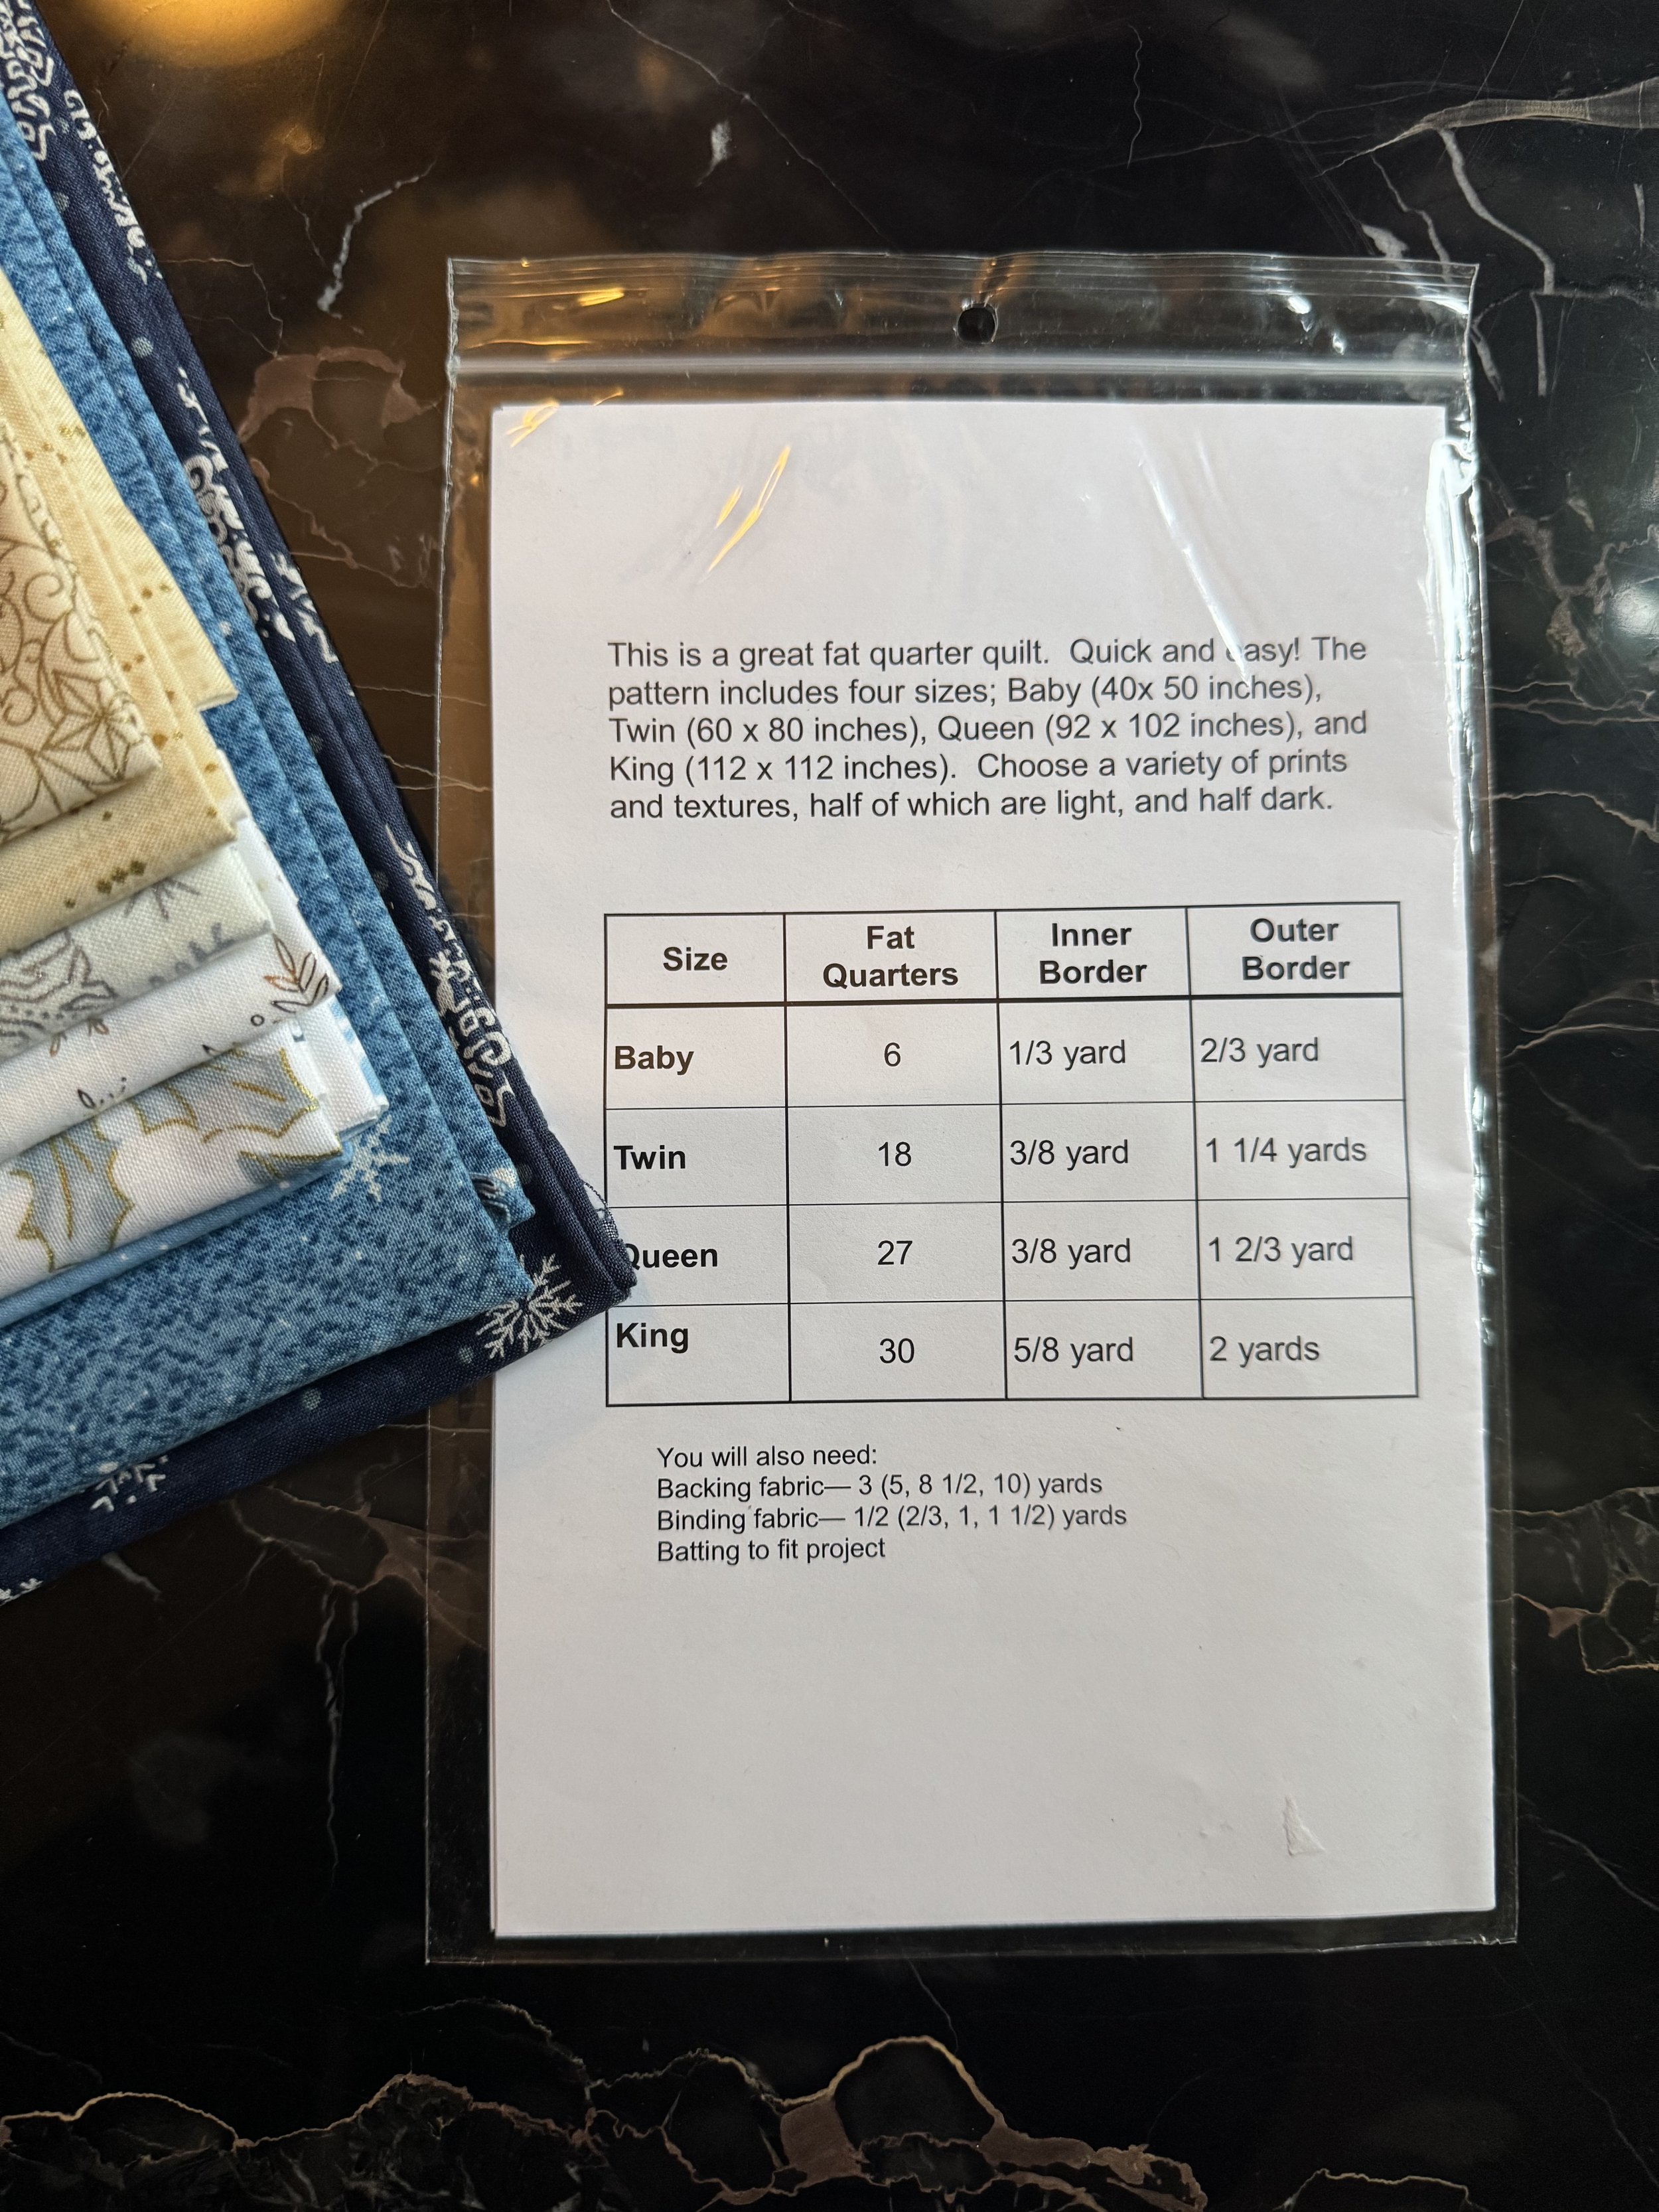 This is a great fat quarter quilt.  Quick and easy! The
pattern includes four sizes; Baby (40x 50 inches),
Twin (60 x 80 inches), Queen (92 x 102 inches), and
King (112 x 112 inches).  Choose a variety of prints
and textures, half of which are light, and half dark.
Size Fat Quarters Inner Border Outer Border
Baby 6 1/3 yard 2/3 yard
Twin 18 3/8 yard 1 1/4 yards
Queen 27 3/8 yard 1 2/3 yard
King 30 5/8 yard 2 yards
You will also need:
Backing fabric— 3 (5, 8 1/2, 10) yards
Binding fabric— 1/2 (2/3, 1, 1 1/2) yards
Batting to fit project